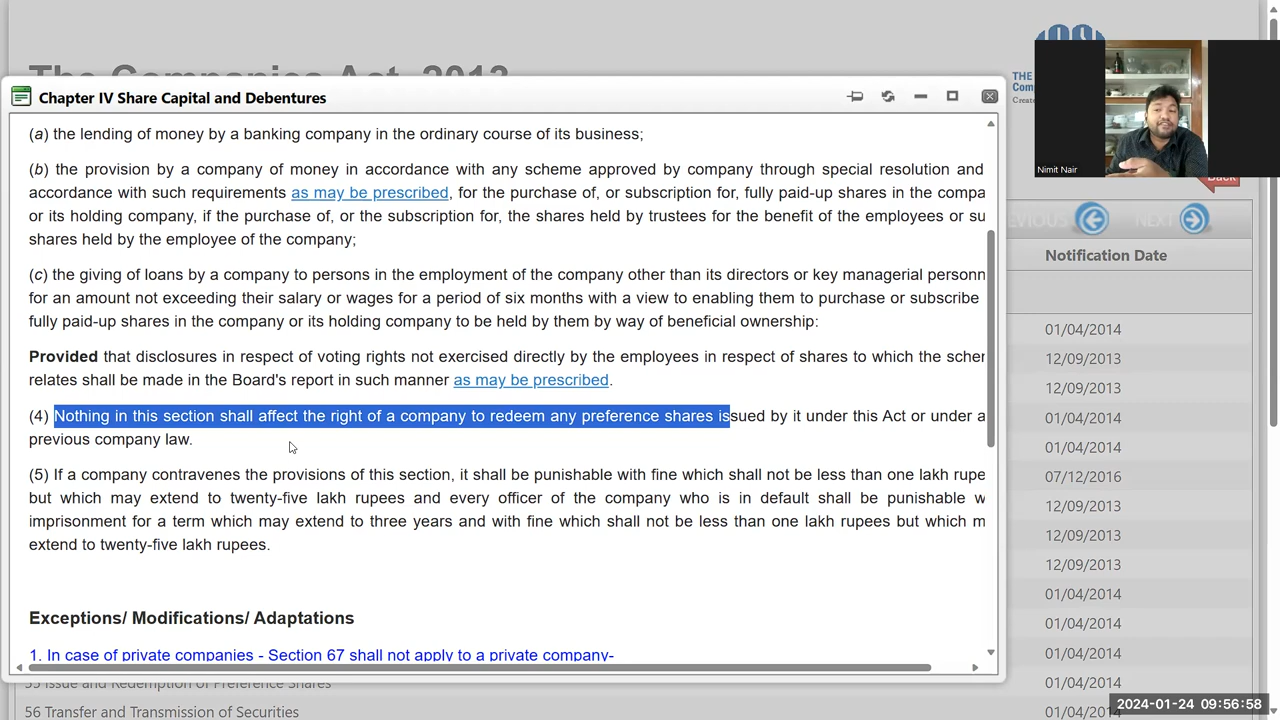 The Companies Act, 2013
THE
Com
Creat
Chapter IV Share Capital and Debentures
Nimit Nair
Back
(a) the lending of money by a banking company in the ordinary course of its business;
(b) the provision by a company of money in accordance with any scheme approved by company through special resolution and
accordance with such requirements as may be prescribed, for the purchase of, or subscription for, fully paid-up shares in the compa
or its holding company, if the purchase of, or the subscription for, the shares held by trustees for the benefit of the employees or su
shares held by the employee of the company;
(c) the giving of loans by a company to persons in the employment of the company other than its directors or key managerial personn
for an amount not exceeding their salary or wages for a period of six months with a view to enabling them to purchase or subscribe
fully paid-up shares in the company or its holding company to be held by them by way of beneficial ownership:
Provided that disclosures in respect of voting rights not exercised directly by the employees in respect of shares to which the scher
relates shall be made in the Board's report in such manner as may be prescribed.
(4) Nothing in this section shall affect the right of a company to redeem any preference shares issued by it under this Act or under a
previous company law.
(5) If a company contravenes the provisions of this section, it shall be punishable with fine which shall not be less than one lakh rupe
but which may extend to twenty-five lakh rupees and every officer of the company who is in default shall be punishable w
imprisonment for a term which may extend to three years and with fine which shall not be less than one lakh rupees but which m
extend to twenty-five lakh rupees.
Exceptions/ Modifications/ Adaptations
1. In case of private companies - Section 67 shall not apply to a private company-
EVIOUS NEXT
Notification Date
01/04/2014
12/09/2013
12/09/2013
01/04/2014
01/04/2014
07/12/2016
12/09/2013
12/09/2013
12/09/2013
01/04/2014
01/04/2014
01/04/2014
55 Issue and Redemption of Preference Shares 01/04/2014
56 Transfer and Transmission of Securities 01/04/2014
2024-01-24 09:56:58